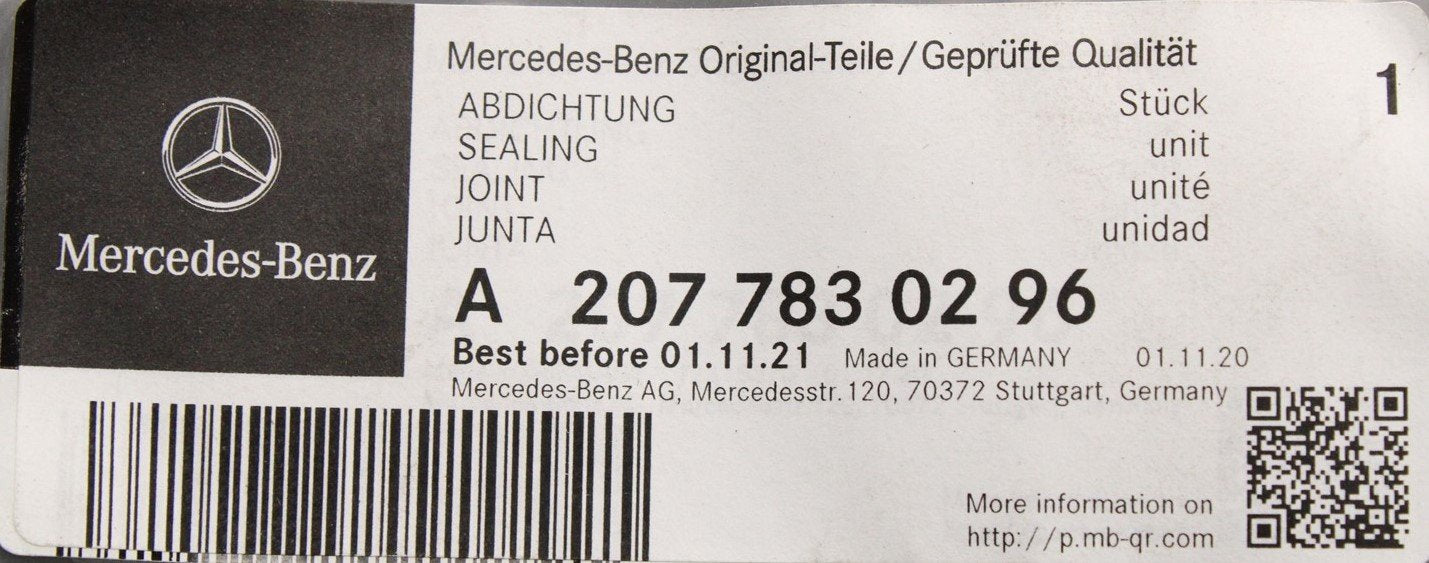 Mercedes-Benz
Mercedes-Benz Original-Teile/Geprüfte Qualität
ABDICHTUNG Stück 1
SEALING unit
JOINT unité
JUNTA unidad
A 207 783 02 96
Best before 01.11.21 Made in GERMANY 01.11.20
Mercedes-Benz AG, Mercedesstr. 120, 70372 Stuttgart, Germany
More information on
http://p.mb-qr.com